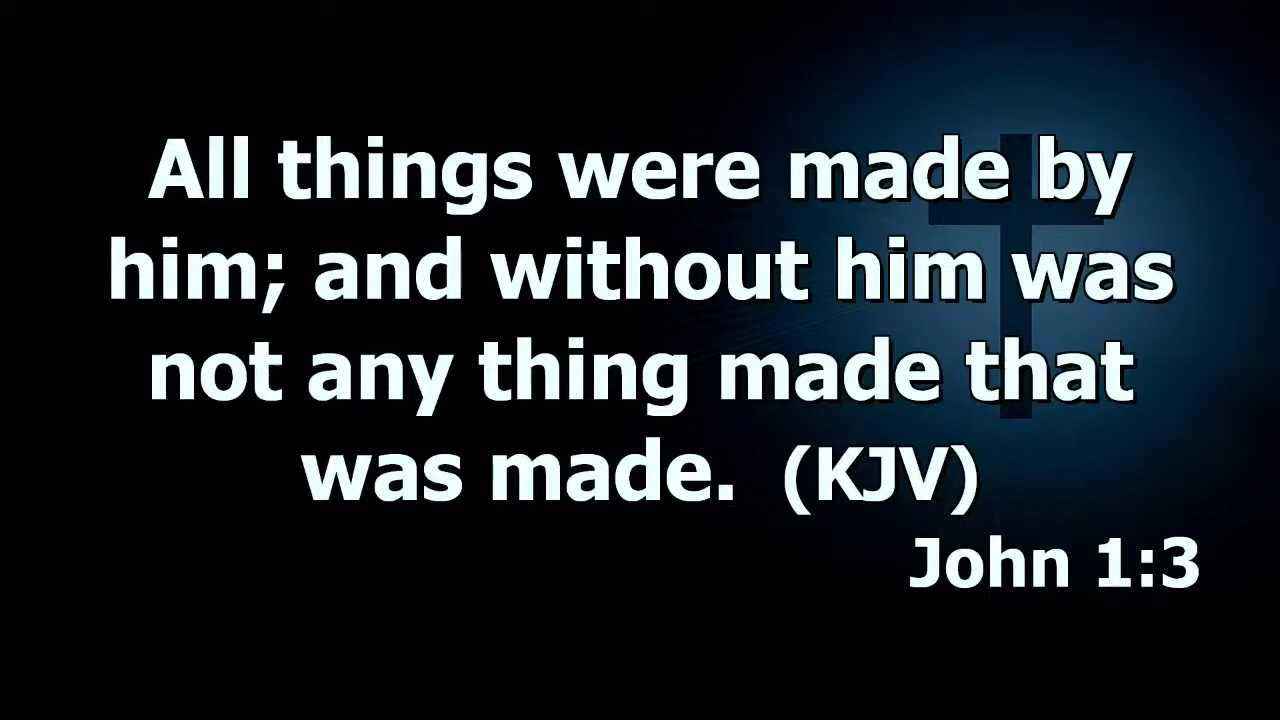 All things were made by
him; and without him was
not any thing made that
was made.  (KJV)
John 1:3